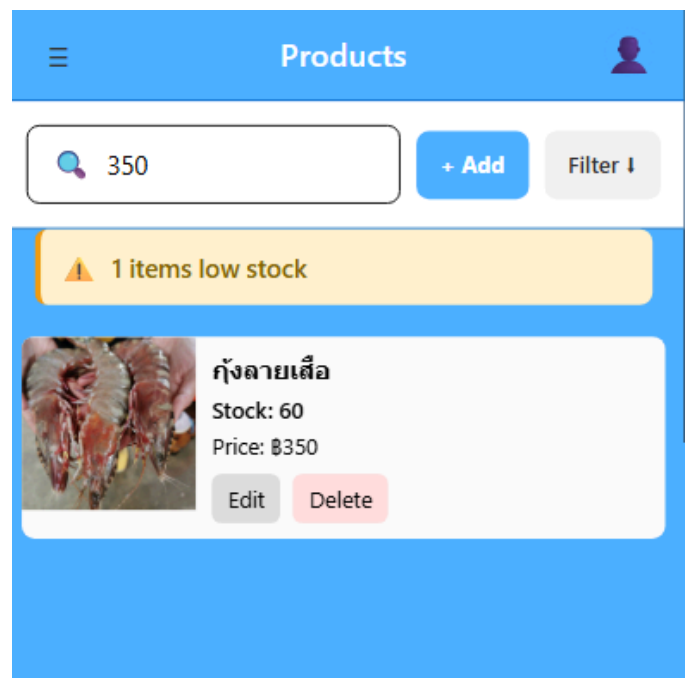 Products
350
+ Add
Filter ⬇
1 items low stock
กุ้งลายเสือ
Stock: 60
Price: ฿350
Edit
Delete